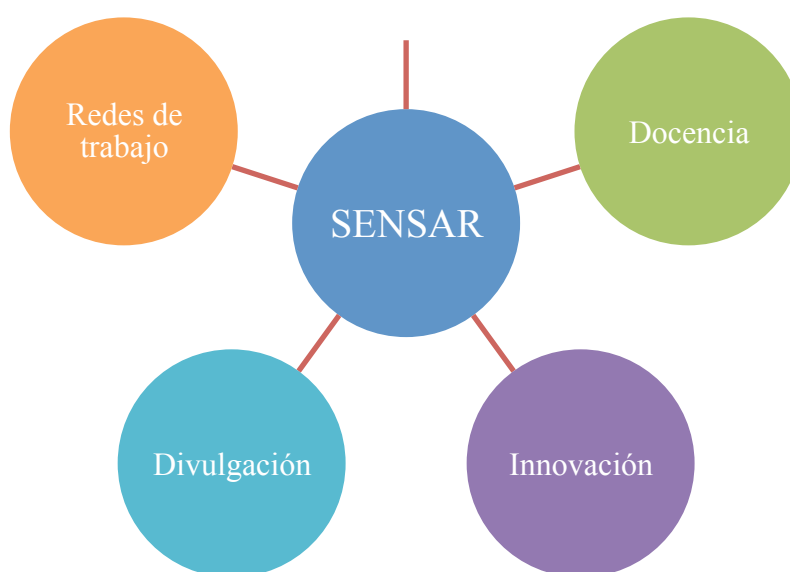 Redes de
trabajo
Docencia
SENSAR
Divulgación
Innovación